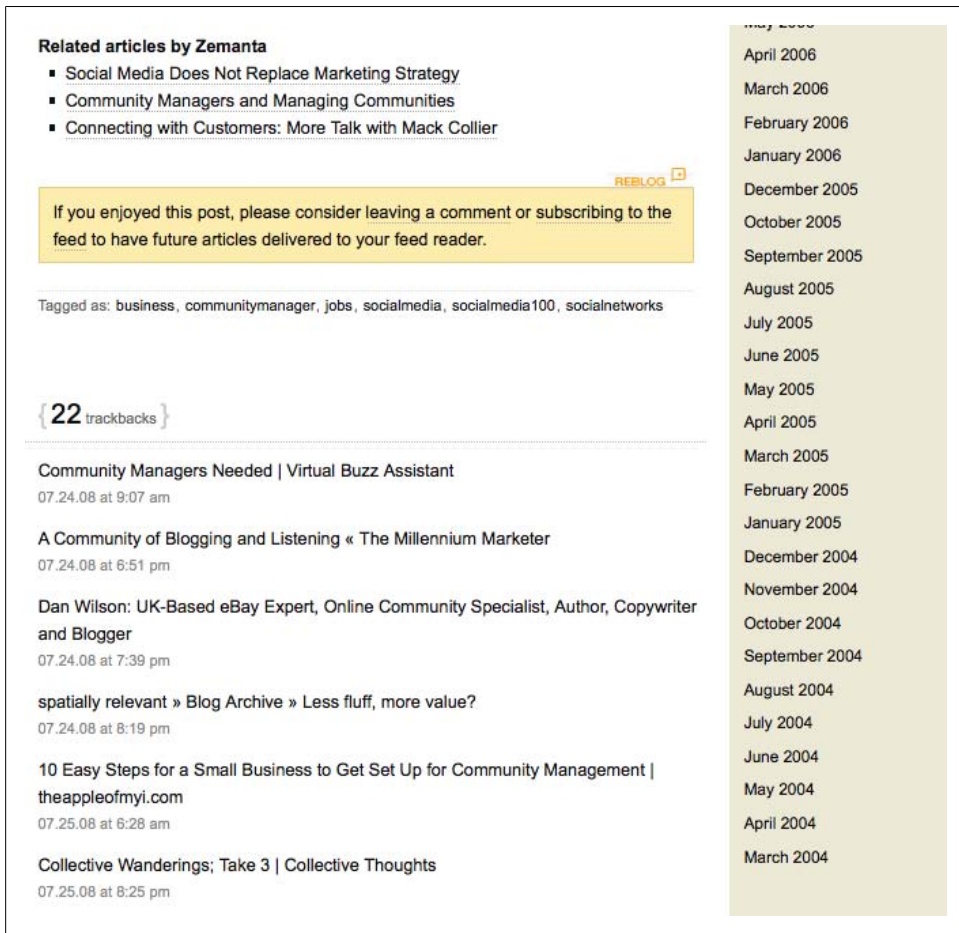 Related articles by Zemanta
Social Media Does Not Replace Marketing Strategy
Community Managers and Managing Communities
Connecting with Customers: More Talk with Mack Collier
REBLOG
If you enjoyed this post, please consider leaving a comment or subscribing to the
feed to have future articles delivered to your feed reader.
Tagged as: business, communitymanager, jobs, socialmedia, socialmedia100, socialnetworks
{ 22 trackbacks }
Community Managers Needed | Virtual Buzz Assistant
07.24.08 at 9:07 am
A Community of Blogging and Listening « The Millennium Marketer
07.24.08 at 6:51 pm
Dan Wilson: UK-Based eBay Expert, Online Community Specialist, Author, Copywriter
and Blogger
07.24.08 at 7:39 pm
spatially relevant » Blog Archive » Less fluff, more value?
07.24.08 at 8:19 pm
10 Easy Steps for a Small Business to Get Set Up for Community Management |
theappleofmyi.com
07.25.08 at 6:28 am
Collective Wanderings; Take 3 | Collective Thoughts
07.25.08 at 8:25 pm
April 2006
March 2006
February 2006
January 2006
December 2005
October 2005
September 2005
August 2005
July 2005
June 2005
May 2005
April 2005
March 2005
February 2005
January 2005
December 2004
November 2004
October 2004
September 2004
August 2004
July 2004
June 2004
May 2004
April 2004
March 2004